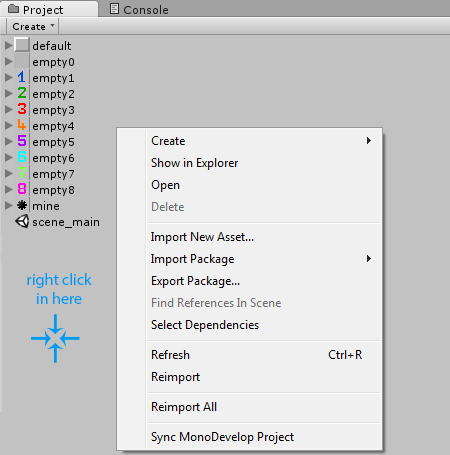 Project
Console
Create
default
empty0
1 empty1
2 empty2
3 empty3
4 empty4
5 empty5
6 empty6
7 empty7
8 empty8
mine
scene_main
right click
in here
Create
Show in Explorer
Open
Delete
Import New Asset...
Import Package
Export Package...
Find References In Scene
Select Dependencies
Refresh Ctrl+R
Reimport
Reimport All
Sync MonoDevelop Project